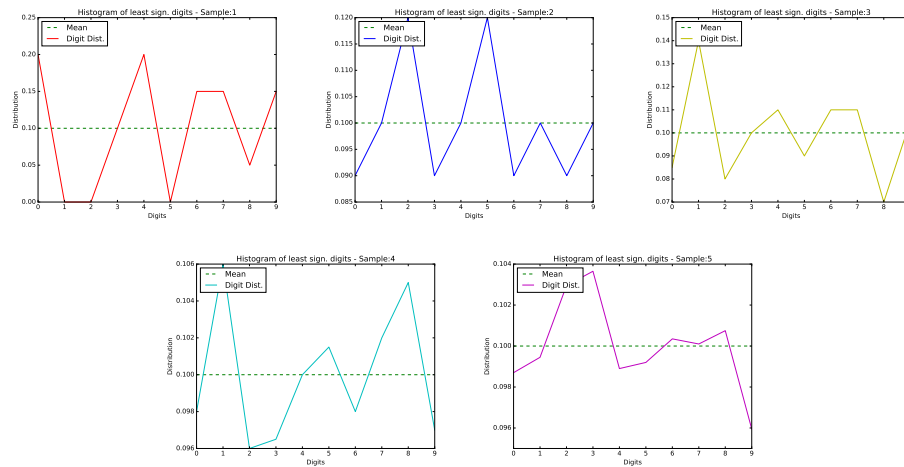 Histogram of least sign. digits - Sample:1
Mean
Digit Dist.
Distribution
0.25
0.20
0.15
0.10
0.05
0.00
0 1 2 3 4 5 6 7 8 9
Digits
Histogram of least sign. digits - Sample:2
Mean
Digit Dist.
Distribution
0.120
0.115
0.110
0.105
0.100
0.095
0.090
0.085
0 1 2 3 4 5 6 7 8 9
Digits
Histogram of least sign. digits - Sample:3
Mean
Digit Dist.
Distribution
0.15
0.14
0.13
0.12
0.11
0.10
0.09
0.08
0.07
0 1 2 3 4 5 6 7 8
Digits
Histogram of least sign. digits - Sample:4
Mean
Digit Dist.
Distribution
0.106
0.104
0.102
0.100
0.098
0.096
0 1 2 3 4 5 6 7 8 9
Digits
Histogram of least sign. digits - Sample:5
Mean
Digit Dist.
Distribution
0.104
0.102
0.100
0.098
0.096
0 1 2 3 4 5 6 7 8 9
Digits